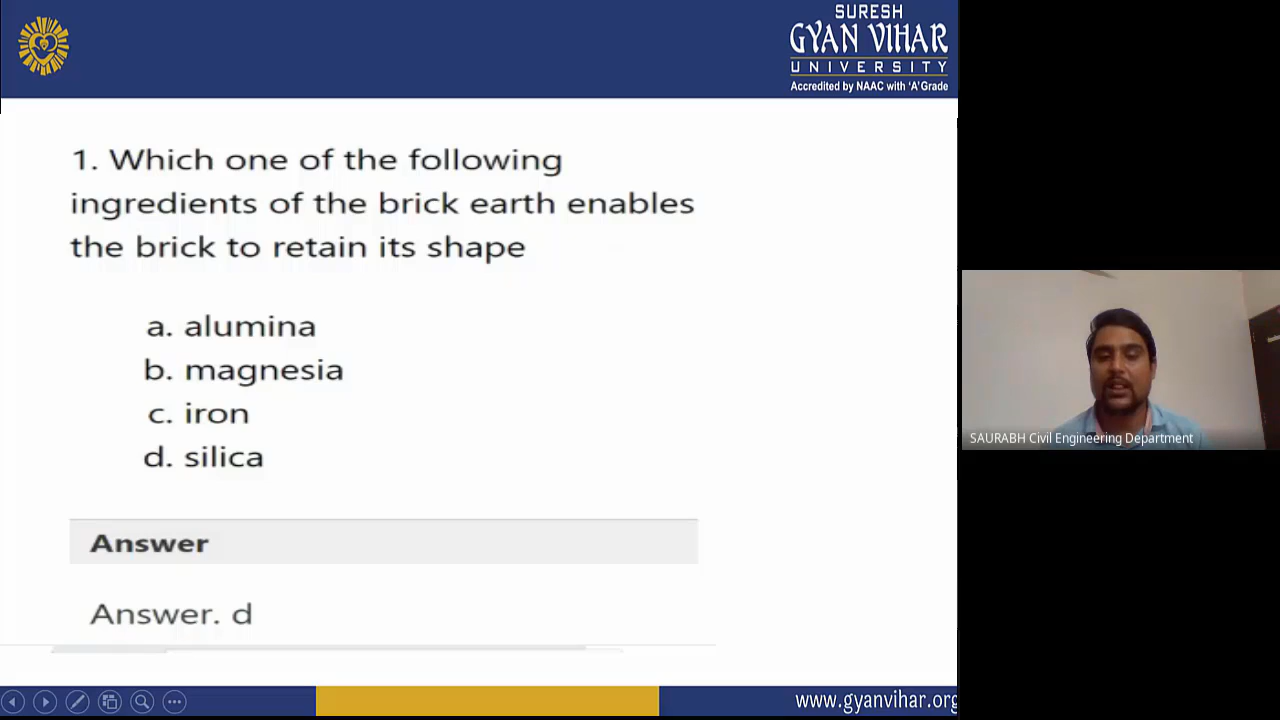 SURESH
GYAN VIHAR
UNIVERSITY
Accredited by NAAC with 'A'Grade
1. Which one of the following
ingredients of the brick earth enables
the brick to retain its shape
a. alumina
b. magnesia
c. iron
d. silica
Answer
Answer. d
SAURABH Civil Engineering Department
www.gyanvihar.org